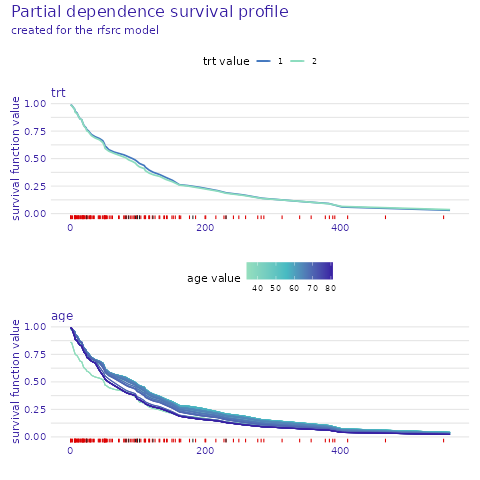 Partial dependence survival profile
created for the rfsrc model
trt value 1 2
trt
survival function value
1.00
0.75
0.50
0.25
0.00
0 200 400
age value
40 50 60 70 80
age
survival function value
1.00
0.75
0.50
0.25
0.00
0 200 400